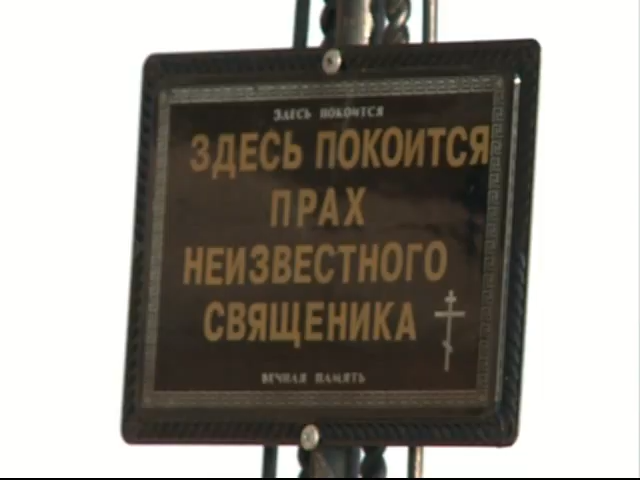 ЗДЕСЬ ПОКОИТСЯ
ЗДЕСЬ ПОКОИТСЯ
ПРАХ
НЕИЗВЕСТНОГО
СВЯЩЕНИКА
ВЕЧНАЯ ПАМЯТЬ